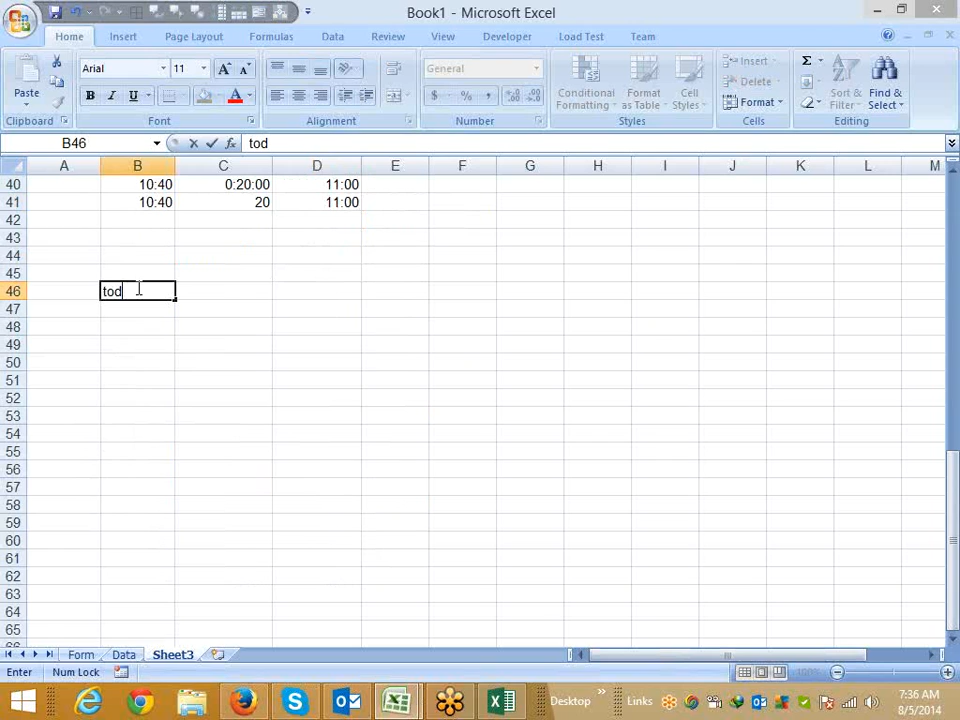 Book1 - Microsoft Excel
Home Insert Page Layout Formulas Data Review View Developer Load Test Team
Paste
Clipboard
Arial 11
B I U
Font
Alignment
General
$ % ,
Number
Conditional Formatting
Format as Table
Cell Styles
Styles
Insert
Delete
Format
Cells
Sort & Filter
Find & Select
Editing
B46 fx tod
A B C D E F G H I J K L M
40 10:40 0:20:00 11:00
41 10:40 20 11:00
42
43
44
45
46 tod
47
48
49
50
51
52
53
54
55
56
57
58
59
60
61
62
63
64
65
66
Form Data Sheet3
Enter Num Lock 100%
Desktop » Links
7:36 AM
8/5/2014